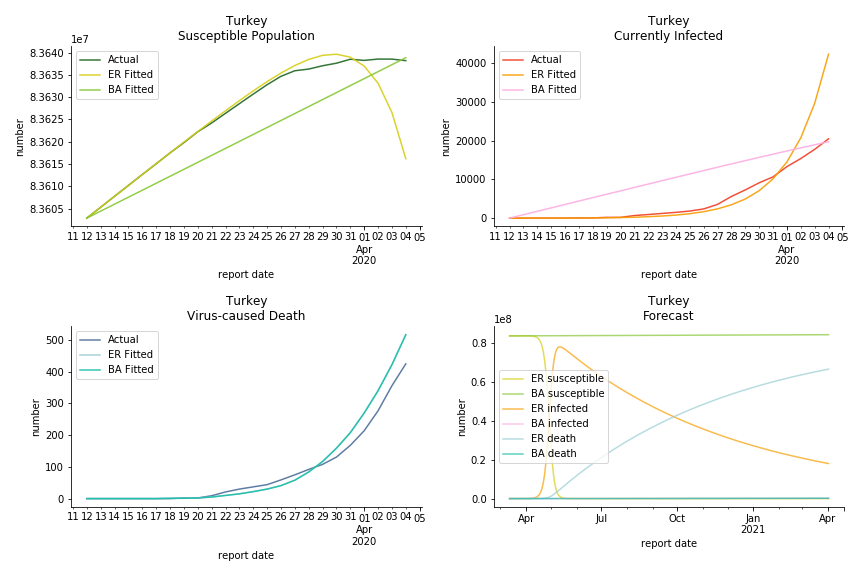 Turkey
Susceptible Population
1e7
8.3640
8.3635
8.3630
8.3625
8.3620
8.3615
8.3610
8.3605
number
Actual
ER Fitted
BA Fitted
11 12 13 14 15 16 17 18 19 20 21 22 23 24 25 26 27 28 29 30 31 01 02 03 04 05
Apr
2020
report date
Turkey
Currently Infected
40000
30000
20000
10000
0
number
Actual
ER Fitted
BA Fitted
11 12 13 14 15 16 17 18 19 20 21 22 23 24 25 26 27 28 29 30 31 01 02 03 04 05
Apr
2020
report date
Turkey
Virus-caused Death
500
400
300
200
100
0
number
Actual
ER Fitted
BA Fitted
11 12 13 14 15 16 17 18 19 20 21 22 23 24 25 26 27 28 29 30 31 01 02 03 04 05
Apr
2020
report date
Turkey
Forecast
1e8
0.8
0.6
0.4
0.2
0.0
number
ER susceptible
BA susceptible
ER infected
BA infected
ER death
BA death
Apr Jul Oct Jan Apr
2021
report date